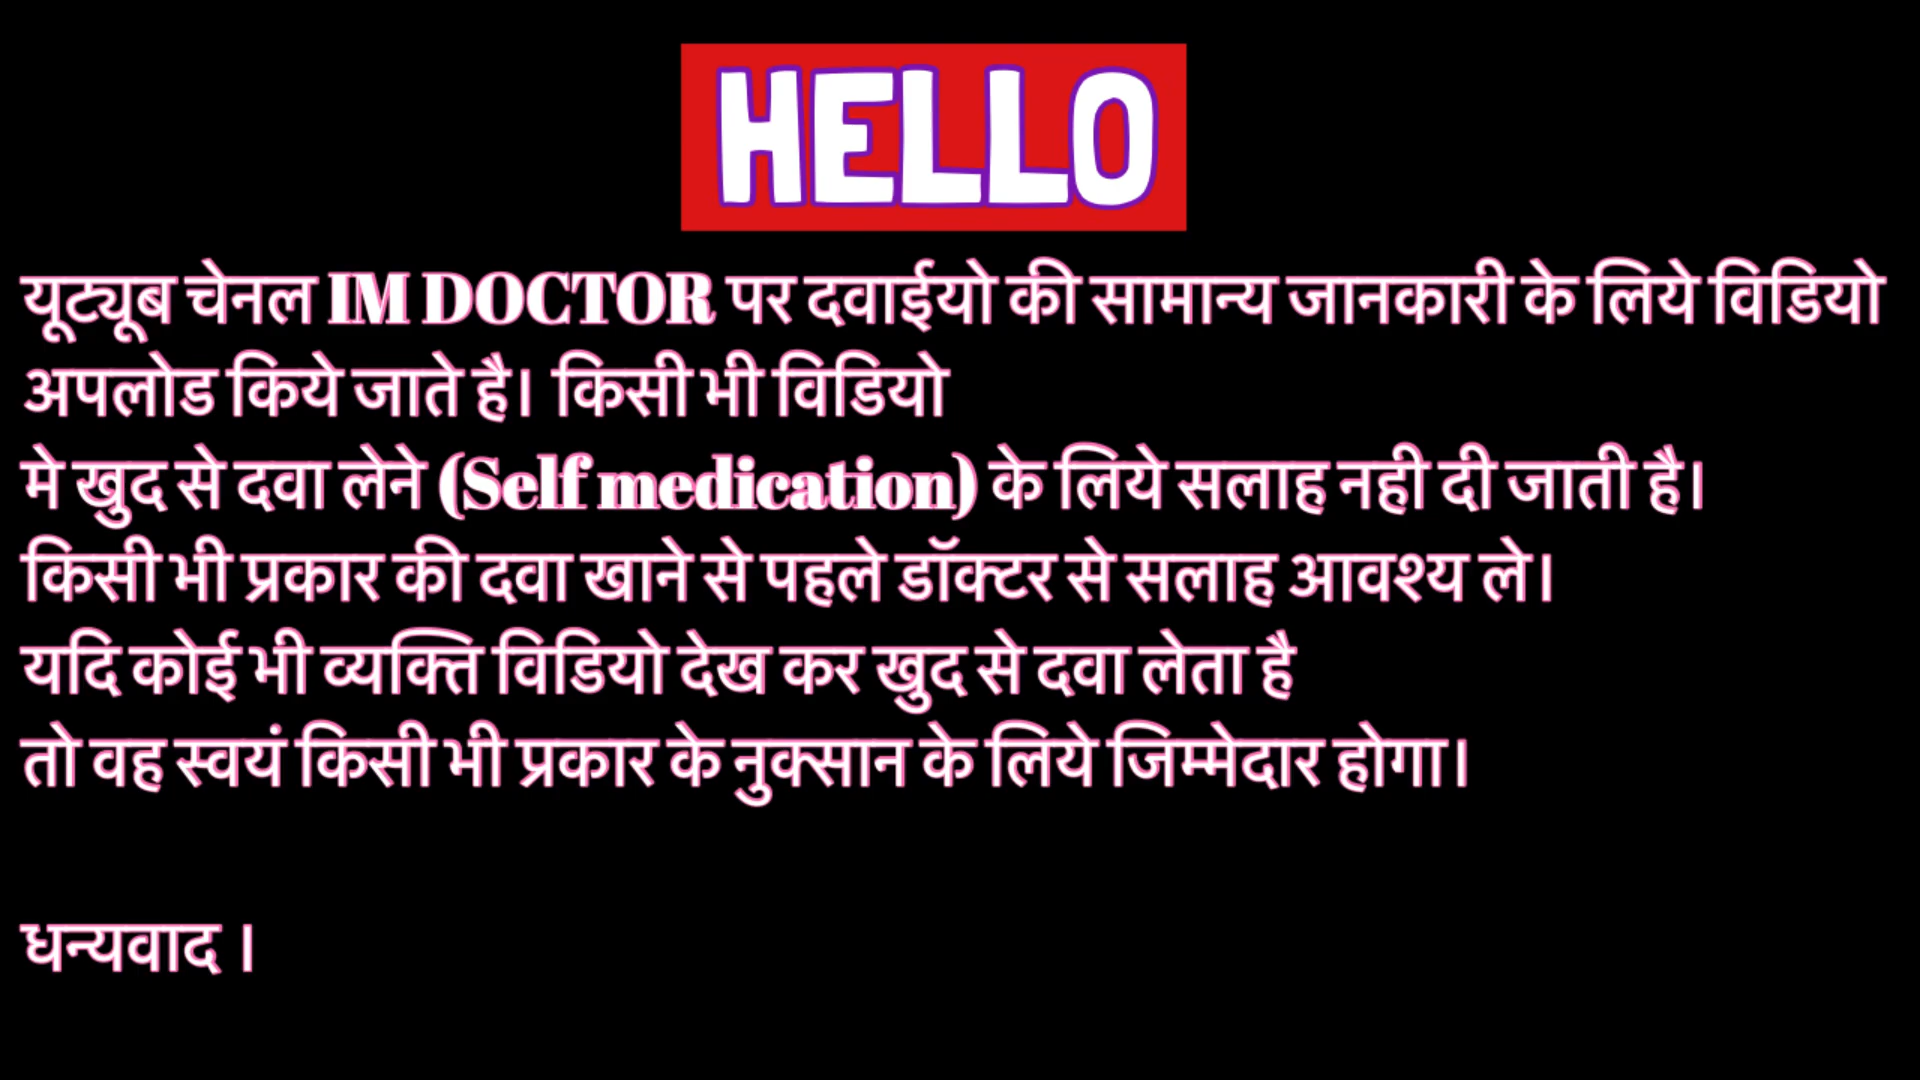 HELLO
यूट्यूब चेनल IM DOCTOR पर दवाईयो की सामान्य जानकारी के लिये विडियो
अपलोड किये जाते है। किसी भी विडियो
मे खुद से दवा लेने (Self medication) के लिये सलाह नही दी जाती है।
किसी भी प्रकार की दवा खाने से पहले डॉक्टर से सलाह आवश्य ले।
यदि कोई भी व्यक्ति विडियो देख कर खुद से दवा लेता है
तो वह स्वयं किसी भी प्रकार के नुक्सान के लिये जिम्मेदार होगा।
धन्यवाद ।